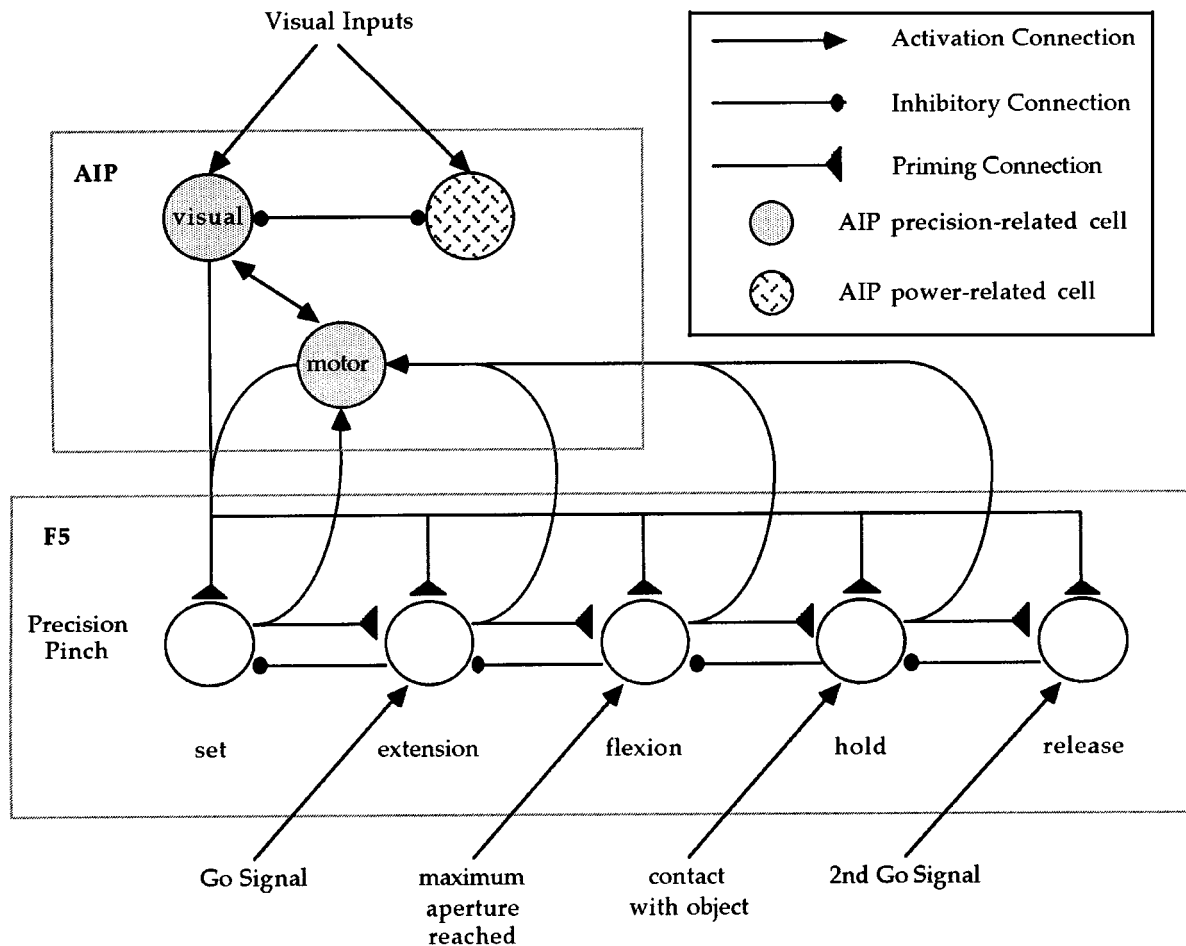 Visual Inputs
Activation Connection
Inhibitory Connection
Priming Connection
AIP precision-related cell
AIP power-related cell
AIP
visual
motor
F5
Precision
Pinch
set
extension
flexion
hold
release
Go Signal
maximum
aperture
reached
contact
with object
2nd Go Signal